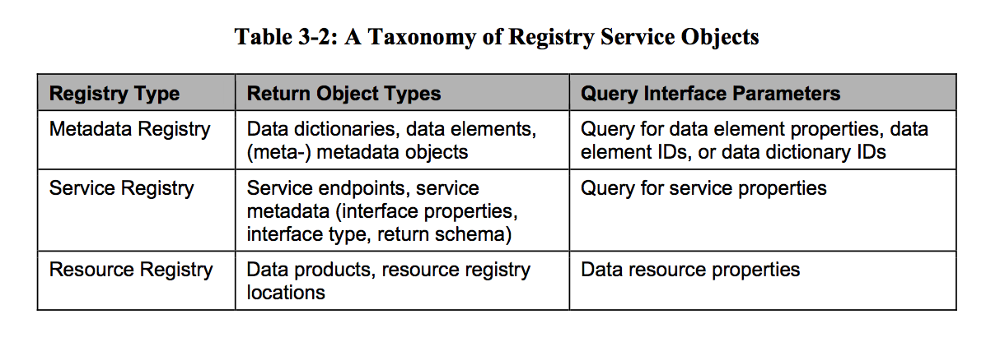 Table 3-2: A Taxonomy of Registry Service Objects
Registry Type
Return Object Types
Query Interface Parameters
Metadata Registry
Data dictionaries, data elements,
(meta-) metadata objects
Query for data element properties, data
element IDs, or data dictionary IDs
Service Registry
Service endpoints, service
metadata (interface properties,
interface type, return schema)
Query for service properties
Resource Registry
Data products, resource registry
locations
Data resource properties